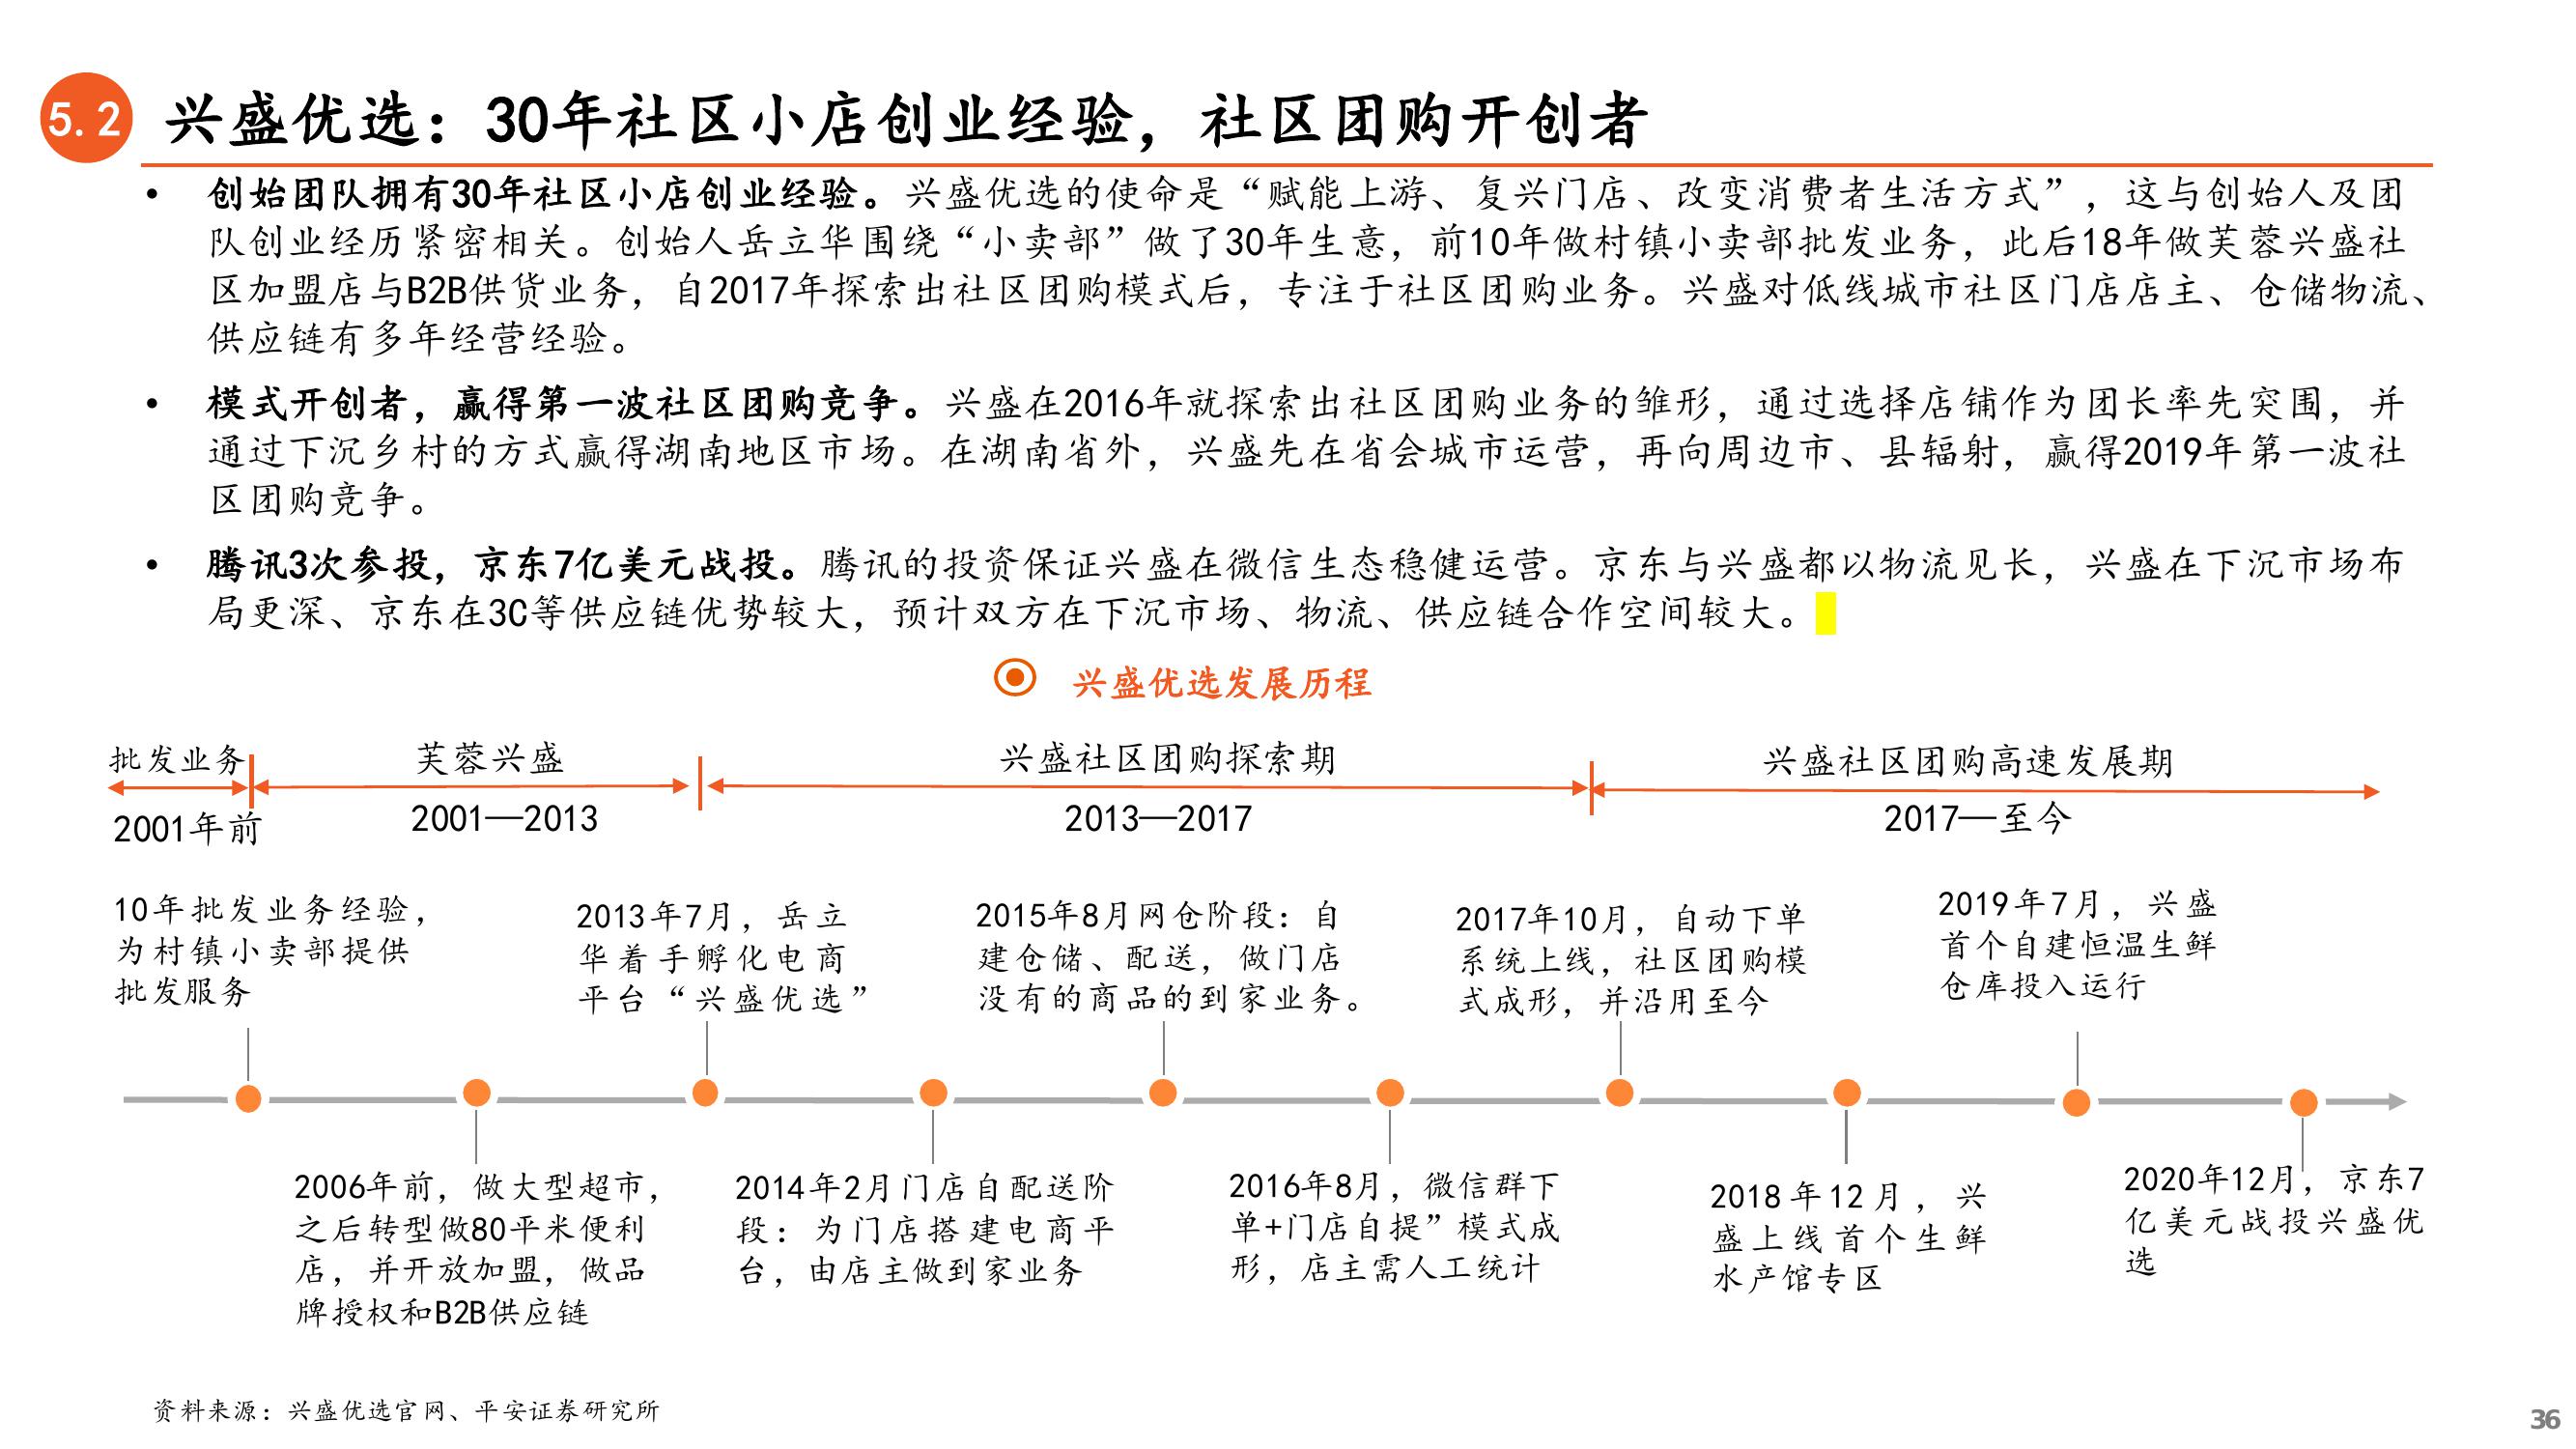 5.2
兴盛优选：30年社区小店创业经验，社区团购开创者
• 创始团队拥有30年社区小店创业经验。兴盛优选的使命是“赋能上游、复兴门店、改变消费者生活方式”，这与创始人及团
队创业经历紧密相关。创始人岳立华围绕“小卖部”做了30年生意，前10年做村镇小卖部批发业务，此后18年做芙蓉兴盛社
区加盟店与B2B供货业务，自2017年探索出社区团购模式后，专注于社区团购业务。兴盛对低线城市社区门店店主、仓储物流、
供应链有多年经营经验。
• 模式开创者，赢得第一波社区团购竞争。兴盛在2016年就探索出社区团购业务的雏形，通过选择店铺作为团长率先突围，并
通过下沉乡村的方式赢得湖南地区市场。在湖南省外，兴盛先在省会城市运营，再向周边市、县辐射，赢得2019年第一波社
区团购竞争。
• 腾讯3次参投，京东7亿美元战投。腾讯的投资保证兴盛在微信生态稳健运营。京东与兴盛都以物流见长，兴盛在下沉市场布
局更深、京东在3C等供应链优势较大，预计双方在下沉市场、物流、供应链合作空间较大。
兴盛优选发展历程
批发业务
2001年前
芙蓉兴盛
2001—2013
兴盛社区团购探索期
2013—2017
兴盛社区团购高速发展期
2017—至今
10年批发业务经验，
为村镇小卖部提供
批发服务
2006年前，做大型超市，
之后转型做80平米便利
店，并开放加盟，做品
牌授权和B2B供应链
2013年7月，岳立
华着手孵化电商
平台“兴盛优选”
2014年2月门店自配送阶
段：为门店搭建电商平
台，由店主做到家业务
2015年8月网仓阶段：自
建仓储、配送，做门店
没有的商品的到家业务。
2016年8月，微信群下
单+门店自提”模式成
形，店主需人工统计
2017年10月，自动下单
系统上线，社区团购模
式成形，并沿用至今
2018年12月，兴
盛上线首个生鲜
水产馆专区
2019年7月，兴盛
首个自建恒温生鲜
仓库投入运行
2020年12月，京东7
亿美元战投兴盛优
选
资料来源：兴盛优选官网、平安证券研究所
36